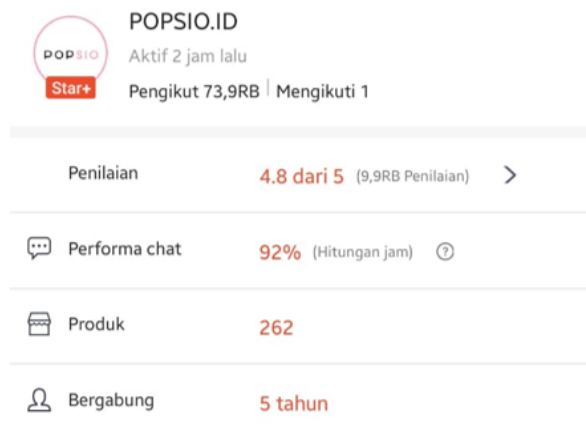 POPSIO.ID
POPSIO
Aktif 2 jam lalu
Star+
Pengikut 73,9RB | Mengikuti 1
Penilaian 4.8 dari 5 (9,9RB Penilaian) >
Performa chat 92% (Hitungan jam) ?
Produk 262
Bergabung 5 tahun